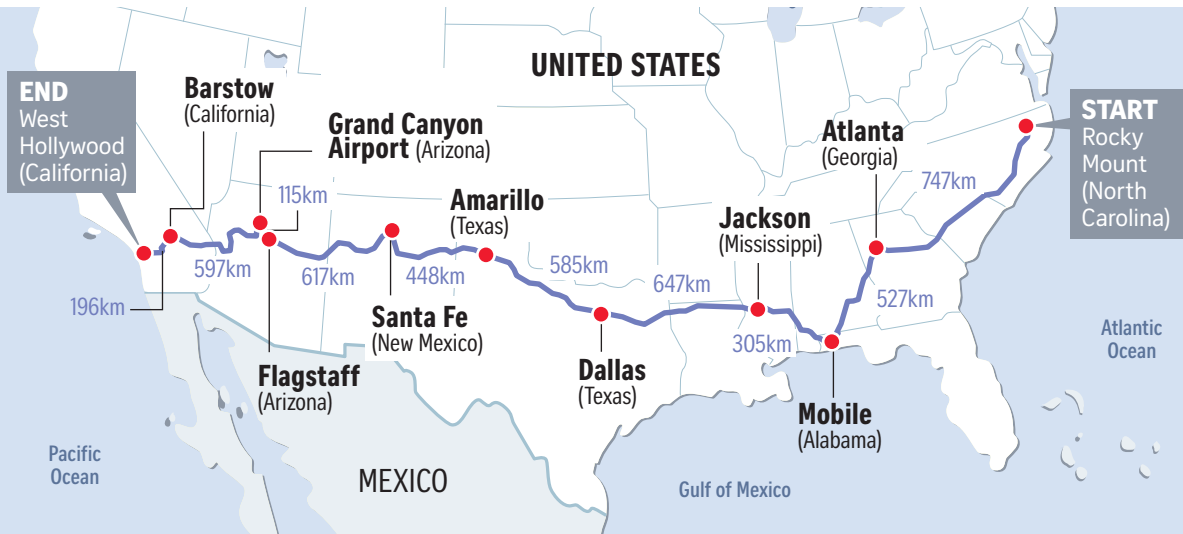 UNITED STATES
END
West
Hollywood
(California)
Barstow
(California)
Grand Canyon
Airport (Arizona)
115km
Amarillo
(Texas)
Jackson
(Mississippi)
Atlanta
(Georgia)
747km
START
Rocky
Mount
(North
Carolina)
196km
597km
617km
448km
585km
647km
305km
527km
Flagstaff
(Arizona)
Santa Fe
(New Mexico)
Dallas
(Texas)
Mobile
(Alabama)
Atlantic
Ocean
Pacific
Ocean
MEXICO
Gulf of Mexico